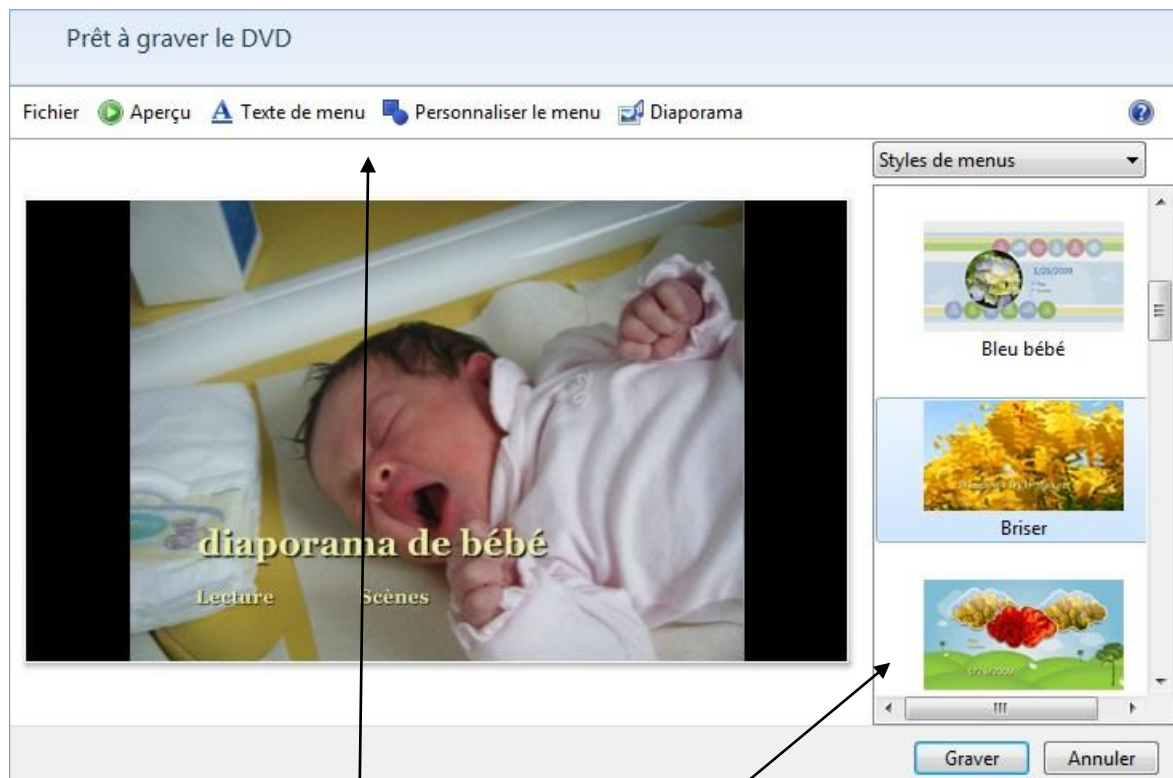 Prêt à graver le DVD
Fichier Aperçu A Texte de menu Personnaliser le menu Diaporama ?
Styles de menus
1/26/2009
Bleu bébé
Briser
diaporama de bébé
Lecture Scènes
Graver Annuler